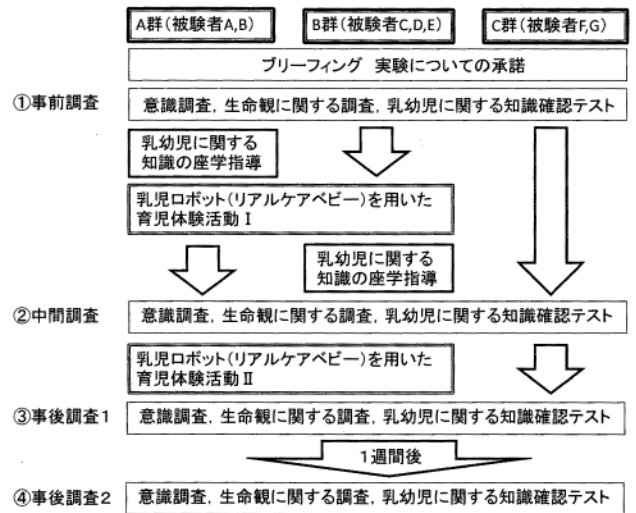 A群(被験者A,B)
B群(被験者C,D,E)
C群(被験者F,G)
ブリーフィング 実験についての承諾
①事前調査
意識調査, 生命観に関する調査, 乳幼児に関する知識確認テスト
乳幼児に関する
知識の座学指導
乳児ロボット(リアルケアベビー)を用いた
育児体験活動Ⅰ
乳幼児に関する
知識の座学指導
②中間調査
意識調査, 生命観に関する調査, 乳幼児に関する知識確認テスト
乳児ロボット(リアルケアベビー)を用いた
育児体験活動Ⅱ
③事後調査1
意識調査, 生命観に関する調査, 乳幼児に関する知識確認テスト
1週間後
④事後調査2
意識調査, 生命観に関する調査, 乳幼児に関する知識確認テスト